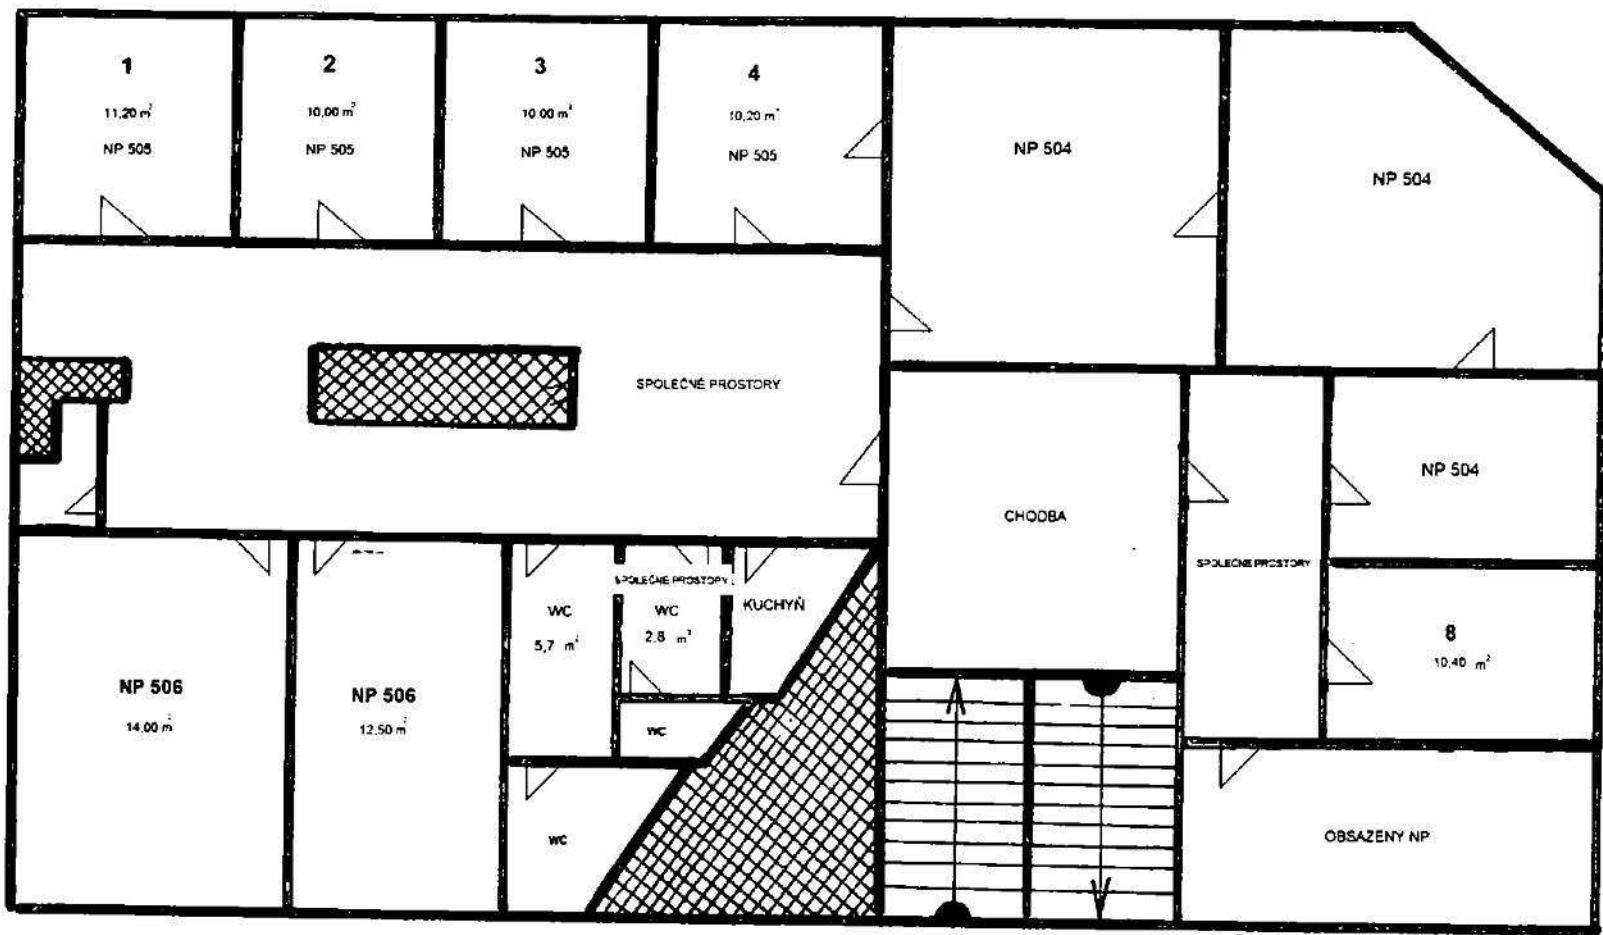 1
11,20 m²
NP 505
2
10,00 m²
NP 505
3
10,00 m²
NP 505
4
10,20 m²
NP 505
NP 504
NP 504
SPOLEČNÉ PROSTORY
CHODBA
NP 504
SPOLEČNÉ PROSTORY
8
10,40 m²
OBSAZENY NP
NP 506
14,00 m²
NP 506
12,50 m²
WC
5,7 m²
SPOLEČNÉ PROSTORY
WC
2,8 m²
KUCHYŇ
WC
WC